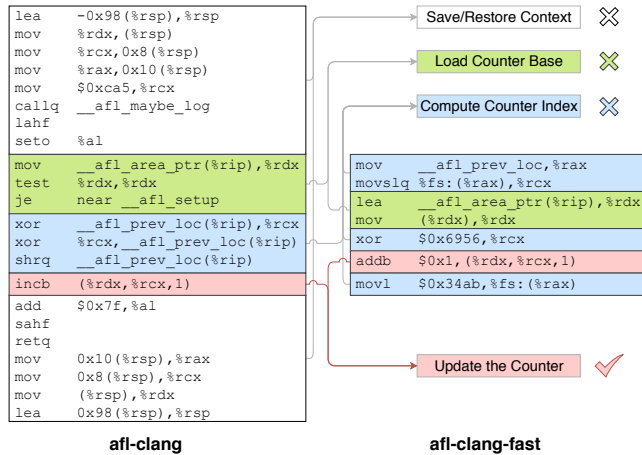 lea -0x98(%rsp),%rsp
mov %rdx,(%rsp)
mov %rcx,0x8(%rsp)
mov %rax,0x10(%rsp)
mov $0xca5,%rcx
callq __afl_maybe_log
lahf
seto %al
mov __afl_area_ptr(%rip),%rdx
test %rdx,%rdx
je near __afl_setup
xor __afl_prev_loc(%rip),%rcx
xor %rcx,__afl_prev_loc(%rip)
shrq __afl_prev_loc(%rip)
incb (%rdx,%rcx,1)
add $0x7f,%al
sahf
retq
mov 0x10(%rsp),%rax
mov 0x8(%rsp),%rcx
mov (%rsp),%rdx
lea 0x98(%rsp),%rsp
afl-clang
Save/Restore Context
Load Counter Base
Compute Counter Index
mov __afl_prev_loc,%rax
movslq %fs:(%rax),%rcx
lea __afl_area_ptr(%rip),%rdx
mov (%rdx),%rdx
xor $0x6956,%rcx
addb $0x1,(%rdx,%rcx,1)
movl $0x34ab,%fs:(%rax)
Update the Counter
afl-clang-fast